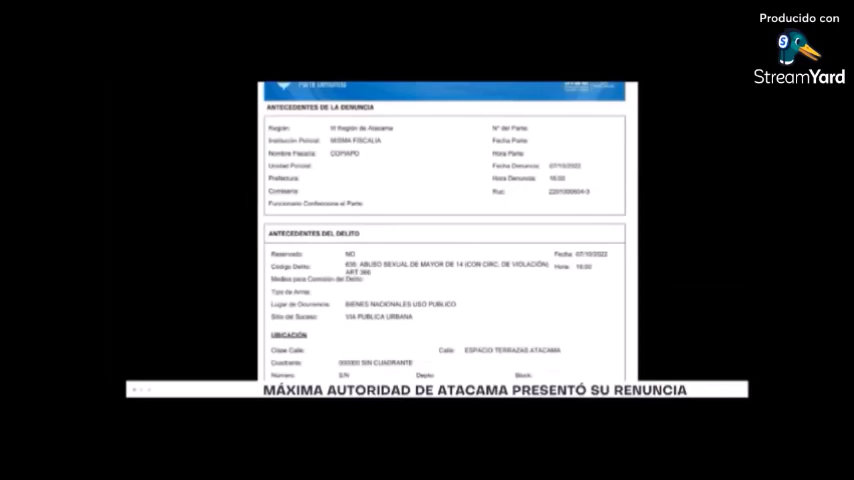 Producido con
StreamYard
Parte Denuncia
ANTECEDENTES DE LA DENUNCIA
Región: III Región de Atacama Nº del Parte:
Institución Policial: MISMA FISCALIA Fecha Parte:
Nombre Fiscalía: COPIAPO Hora Parte:
Unidad Policial: Fecha Denuncia: 07/10/2022
Prefectura: Hora Denuncia: 16:00
Comisaría: Ruc:
Funcionario Confecciona el Parte:
ANTECEDENTES DEL DELITO
Reservado: NO Fecha 07/10/2022
Código Delito: 635: ABUSO SEXUAL DE MAYOR DE 14 (CON CIRC. DE VIOLACIÓN) Hora: 16:00
ART 366
Medios para Comisión del Delito:
Tipo de Arma:
Lugar de Ocurrencia: BIENES NACIONALES USO PUBLICO
Sitio del Suceso: VIA PUBLICA URBANA
UBICACIÓN
Clase Calle: Calle: ESPACIO TERRAZAS ATACAMA
Cuadrante: 000000 SIN CUADRANTE
Número: S/N Depto: Block:
MÁXIMA AUTORIDAD DE ATACAMA PRESENTÓ SU RENUNCIA